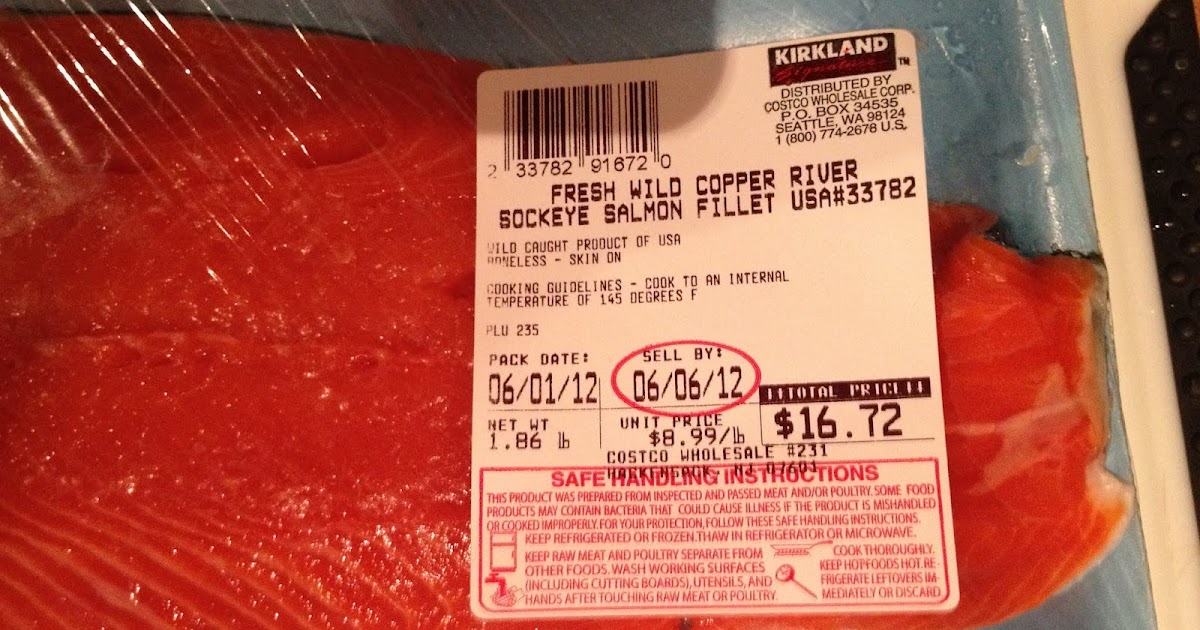 KIRKLAND
Signature ™
DISTRIBUTED BY
COSTCO WHOLESALE CORP.
P.O. BOX 34535
SEATTLE, WA 98124
1 (800) 774-2678 U.S.
2 33782 91672 0
FRESH WILD COPPER RIVER
SOCKEYE SALMON FILLET USA#33782
WILD CAUGHT PRODUCT OF USA
BONELESS - SKIN ON
COOKING GUIDELINES - COOK TO AN INTERNAL
TEMPERATURE OF 145 DEGREES F
PLU 235
PACK DATE: SELL BY:
06/01/12 06/06/12
!!TOTAL PRICE!!
NET WT UNIT PRICE
1.86 lb $8.99/lb $16.72
COSTCO WHOLESALE #231
HACKENSACK, NJ 07601
SAFE HANDLING INSTRUCTIONS
THIS PRODUCT WAS PREPARED FROM INSPECTED AND PASSED MEAT AND/OR POULTRY. SOME FOOD
PRODUCTS MAY CONTAIN BACTERIA THAT COULD CAUSE ILLNESS IF THE PRODUCT IS MISHANDLED
OR COOKED IMPROPERLY. FOR YOUR PROTECTION, FOLLOW THESE SAFE HANDLING INSTRUCTIONS.
KEEP REFRIGERATED OR FROZEN. THAW IN REFRIGERATOR OR MICROWAVE.
KEEP RAW MEAT AND POULTRY SEPARATE FROM
OTHER FOODS. WASH WORKING SURFACES
(INCLUDING CUTTING BOARDS), UTENSILS, AND
HANDS AFTER TOUCHING RAW MEAT OR POULTRY.
COOK THOROUGHLY.
KEEP HOT FOODS HOT. RE-
FRIGERATE LEFTOVERS IM-
MEDIATELY OR DISCARD